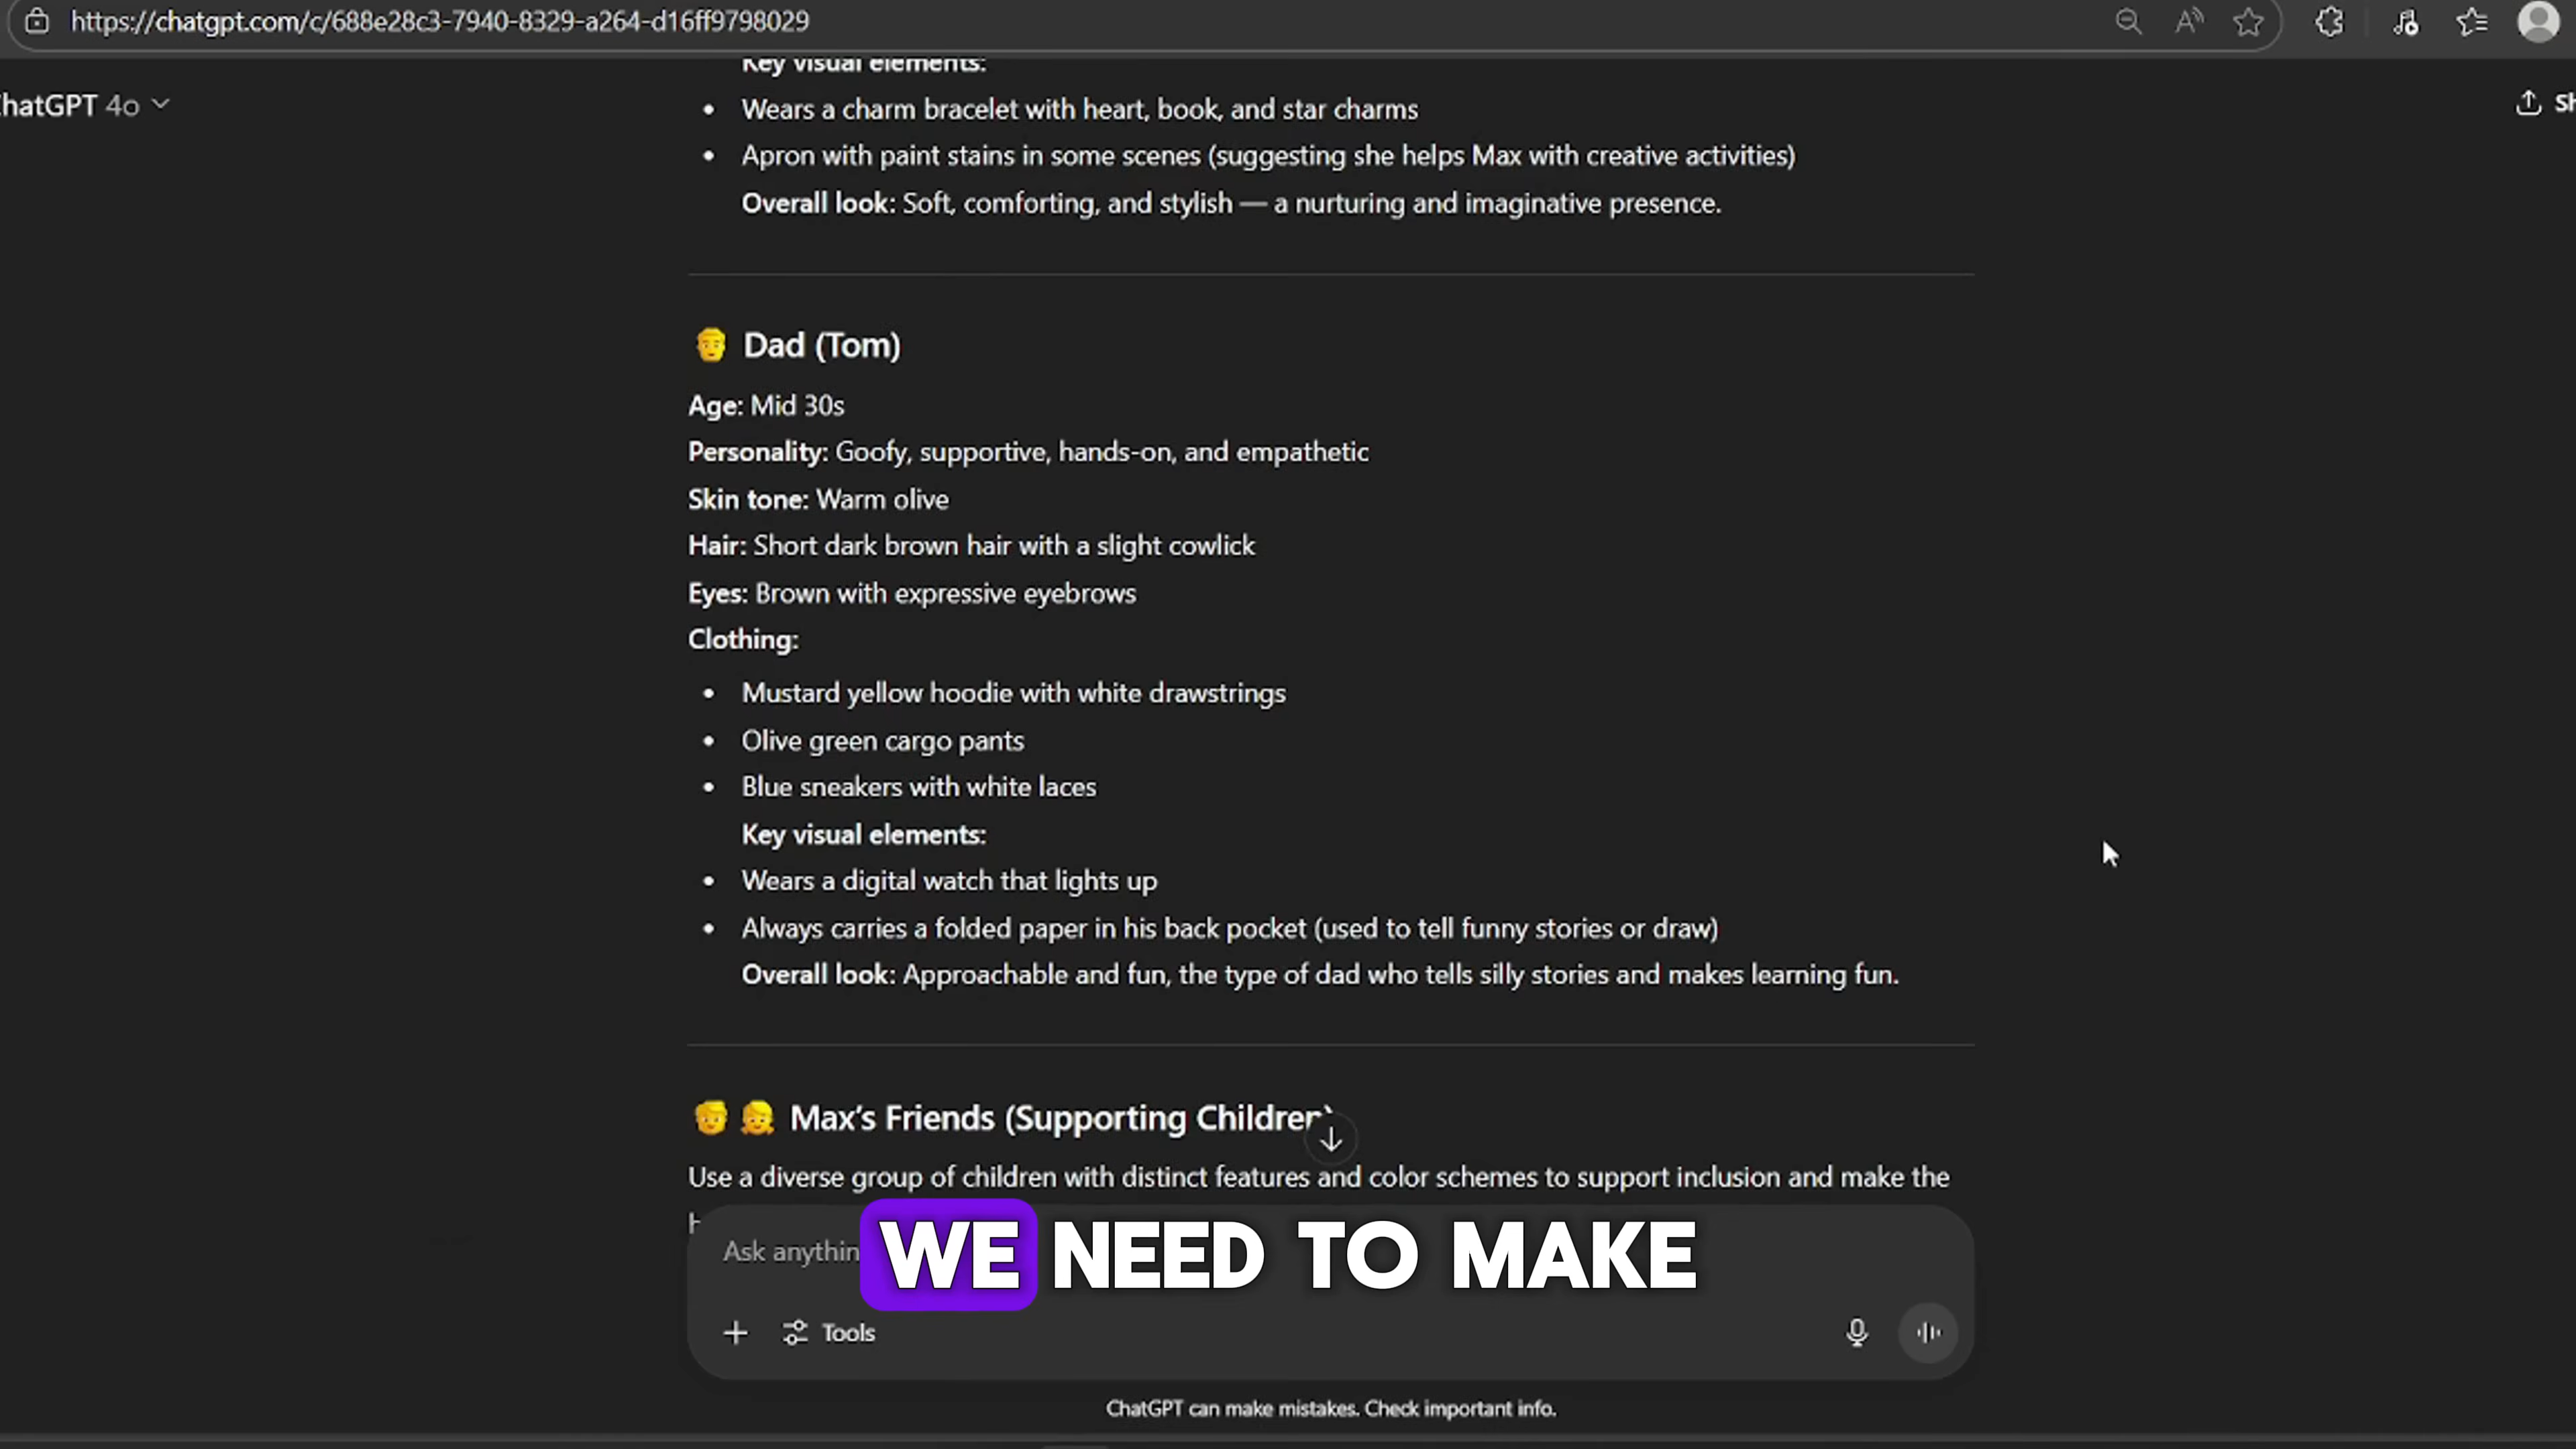 https://chatgpt.com/c/688e28c3-7940-8329-a264-d16ff9798029
Key visual elements:
ChatGPT 4o
• Wears a charm bracelet with heart, book, and star charms
• Apron with paint stains in some scenes (suggesting she helps Max with creative activities)
Overall look: Soft, comforting, and stylish — a nurturing and imaginative presence.
Dad (Tom)
Age: Mid 30s
Personality: Goofy, supportive, hands-on, and empathetic
Skin tone: Warm olive
Hair: Short dark brown hair with a slight cowlick
Eyes: Brown with expressive eyebrows
Clothing:
• Mustard yellow hoodie with white drawstrings
• Olive green cargo pants
• Blue sneakers with white laces
Key visual elements:
• Wears a digital watch that lights up
• Always carries a folded paper in his back pocket (used to tell funny stories or draw)
Overall look: Approachable and fun, the type of dad who tells silly stories and makes learning fun.
Max's Friends (Supporting Children)
Use a diverse group of children with distinct features and color schemes to support inclusion and make the
Ask anythin
WE NEED TO MAKE
Tools
ChatGPT can make mistakes. Check important info.